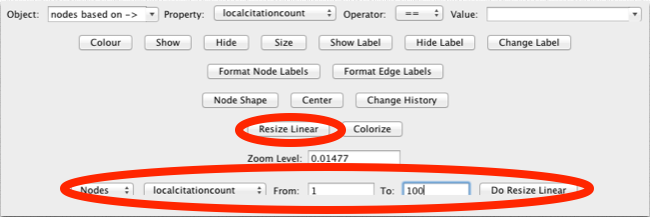 Object: nodes based on -> Property: localcitationcount Operator: == Value:
Colour Show Hide Size Show Label Hide Label Change Label
Format Node Labels Format Edge Labels
Node Shape Center Change History
Resize Linear Colorize
Zoom Level: 0.01477
Nodes localcitationcount From: 1 To: 100 Do Resize Linear